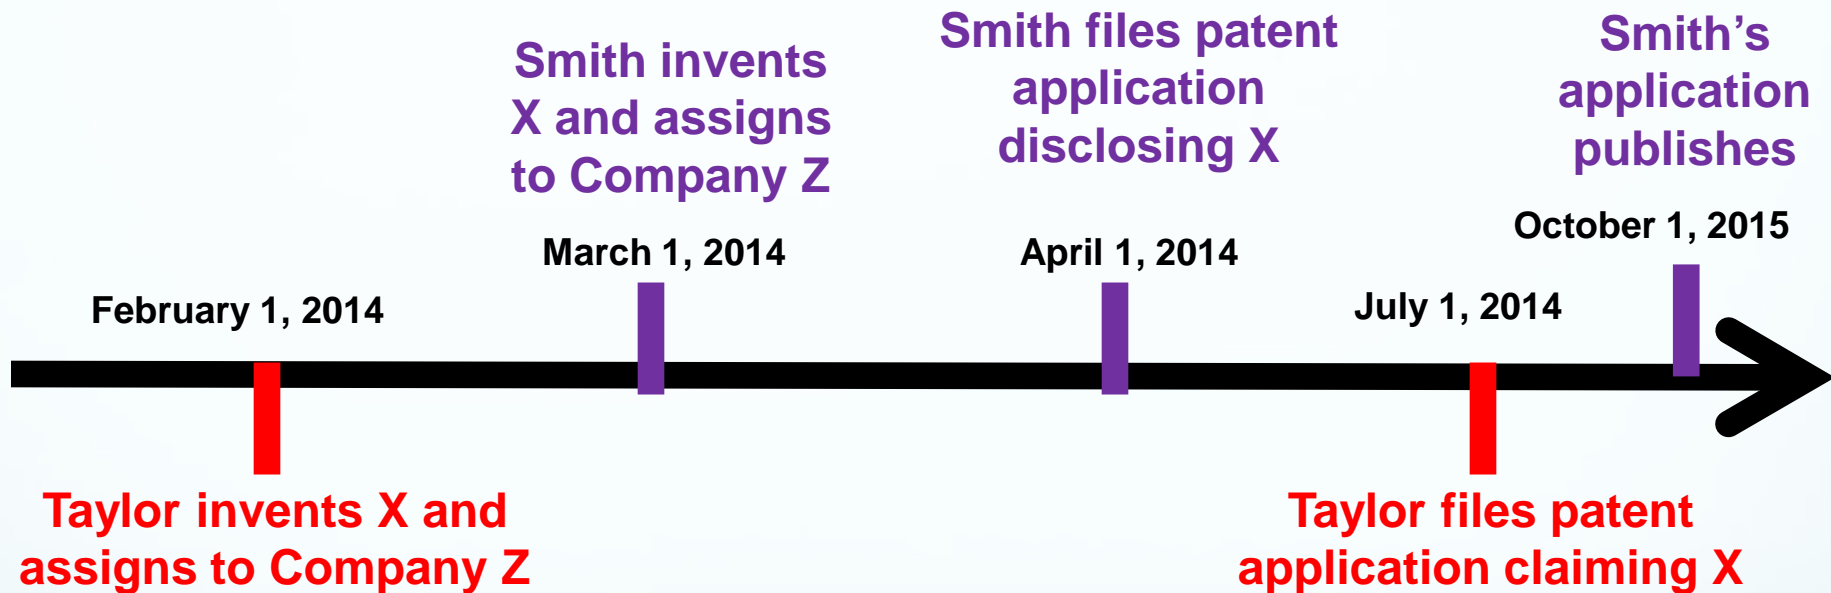 Smith invents
X and assigns
to Company Z
March 1, 2014
Smith files patent
application
disclosing X
April 1, 2014
Smith’s
application
publishes
October 1, 2015
February 1, 2014
July 1, 2014
Taylor invents X and
assigns to Company Z
Taylor files patent
application claiming X